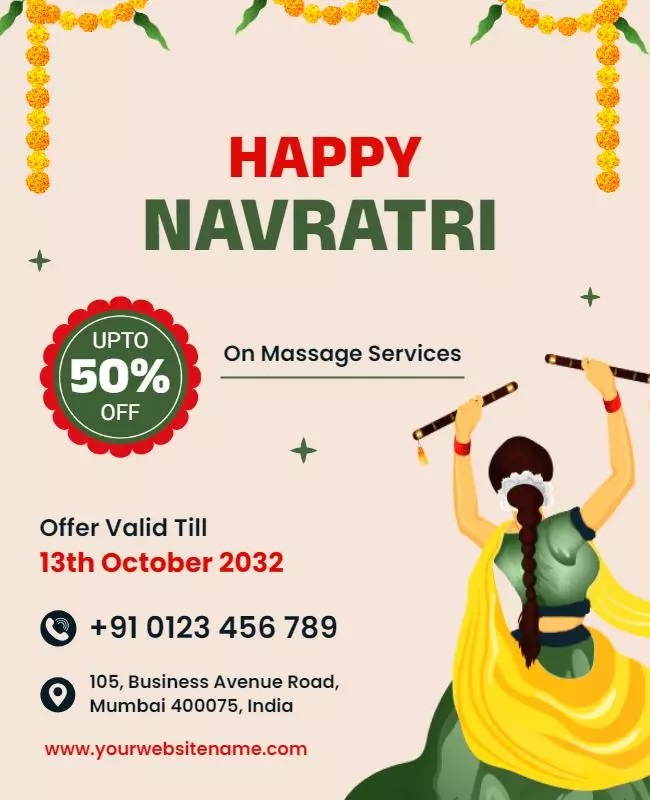 HAPPY
NAVRATRI
UPTO
50%
OFF
On Massage Services
Offer Valid Till
13th October 2032
+91 0123 456 789
105, Business Avenue Road,
Mumbai 400075, India
www.yourwebsitename.com